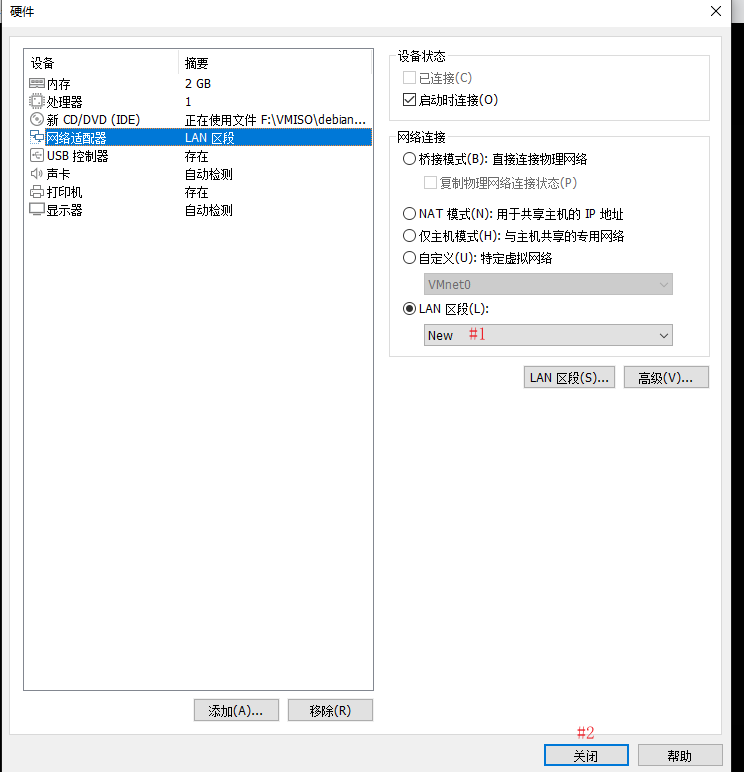 硬件
设备 摘要
内存 2 GB
处理器 1
新 CD/DVD (IDE) 正在使用文件 F:\VMISO\debian...
网络适配器 LAN 区段
USB 控制器 存在
声卡 自动检测
打印机 存在
显示器 自动检测
添加(A)... 移除(R)
设备状态
已连接(C)
启动时连接(O)
网络连接
桥接模式(B): 直接连接物理网络
复制物理网络连接状态(P)
NAT 模式(N): 用于共享主机的 IP 地址
仅主机模式(H): 与主机共享的专用网络
自定义(U): 特定虚拟网络
VMnet0
LAN 区段(L):
New #1
LAN 区段(S)... 高级(V)...
#2
关闭 帮助